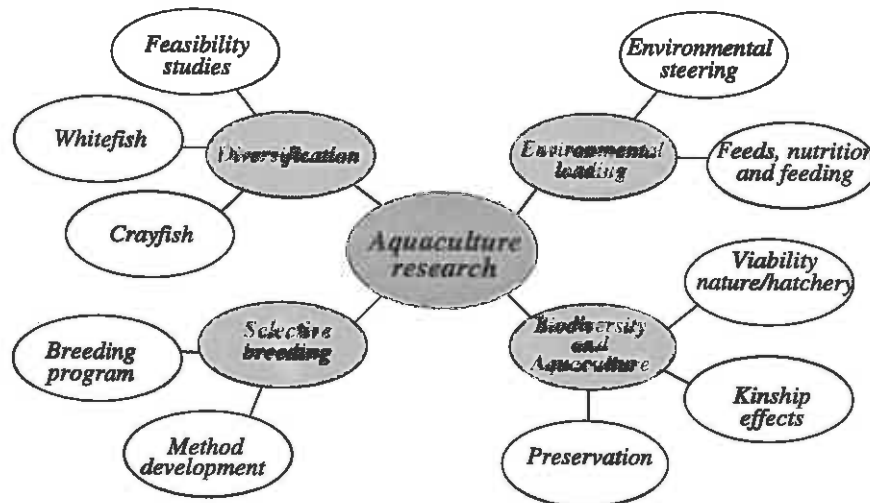 Feasibility
studies
Environmental
steering
Whitefish
Diversification
Environmental
loading
Feeds, nutrition
and feeding
Crayfish
Aquaculture
research
Viability
nature/hatchery
Selective
breeding
Biodiversity
and
Aquaculture
Breeding
program
Kinship
effects
Method
development
Preservation